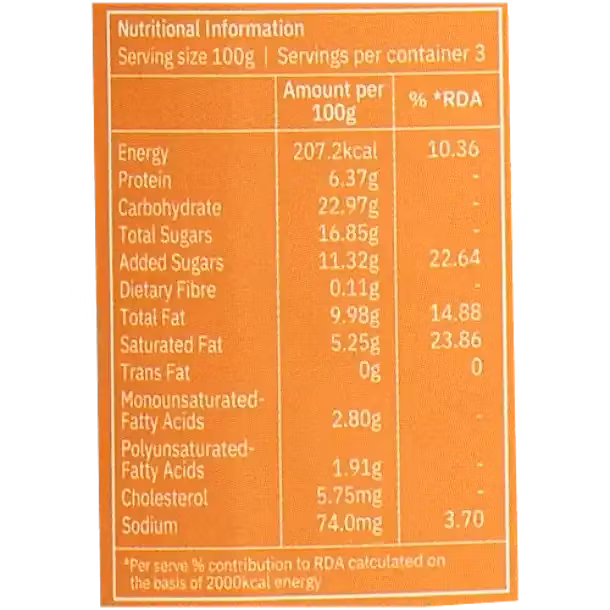 Nutritional Information
Serving size 100g | Servings per container 3
Amount per 100g % *RDA
Energy 207.2kcal 10.36
Protein 6.37g -
Carbohydrate 22.97g -
Total Sugars 16.85g -
Added Sugars 11.32g 22.64
Dietary Fibre 0.11g -
Total Fat 9.98g 14.88
Saturated Fat 5.25g 23.86
Trans Fat 0g 0
Monounsaturated-
Fatty Acids 2.80g -
Polyunsaturated-
Fatty Acids 1.91g -
Cholesterol 5.75mg -
Sodium 74.0mg 3.70
*Per serve % contribution to RDA calculated on
the basis of 2000kcal energy